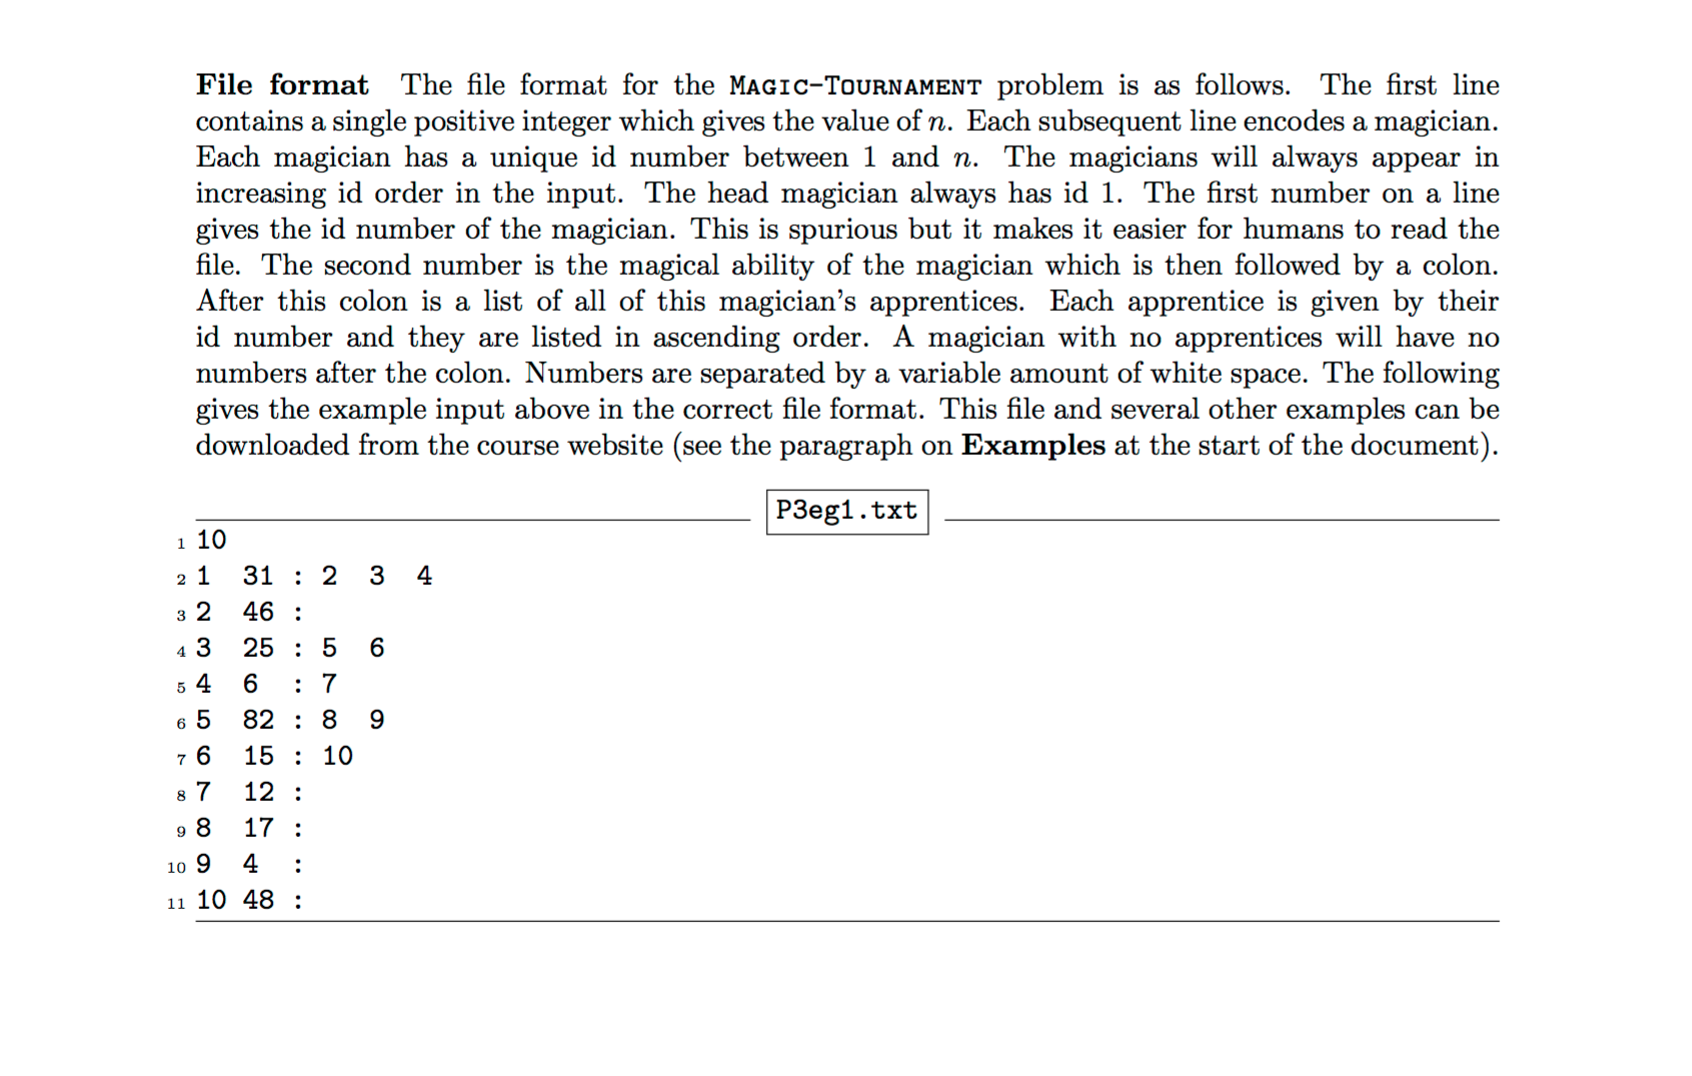 File format The file format for the MAGIC-TOURNAMENT problem is as follows. The first line
contains a single positive integer which gives the value of n. Each subsequent line encodes a magician.
Each magician has a unique id number between 1 and n. The magicians will always appear in
increasing id order in the input. The head magician always has id 1. The first number on a line
gives the id number of the magician. This is spurious but it makes it easier for humans to read the
file. The second number is the magical ability of the magician which is then followed by a colon.
After this colon is a list of all of this magician's apprentices. Each apprentice is given by their
id number and they are listed in ascending order. A magician with no apprentices will have no
numbers after the colon. Numbers are separated by a variable amount of white space. The following
gives the example input above in the correct file format. This file and several other examples can be
downloaded from the course website (see the paragraph on Examples at the start of the document).
P3eg1.txt
1 10
2 1 31 : 2 3 4
3 2 46 :
4 3 25 : 5 6
5 4 6 : 7
6 5 82 : 8 9
7 6 15 : 10
8 7 12 :
9 8 17 :
10 9 4 :
11 10 48 :